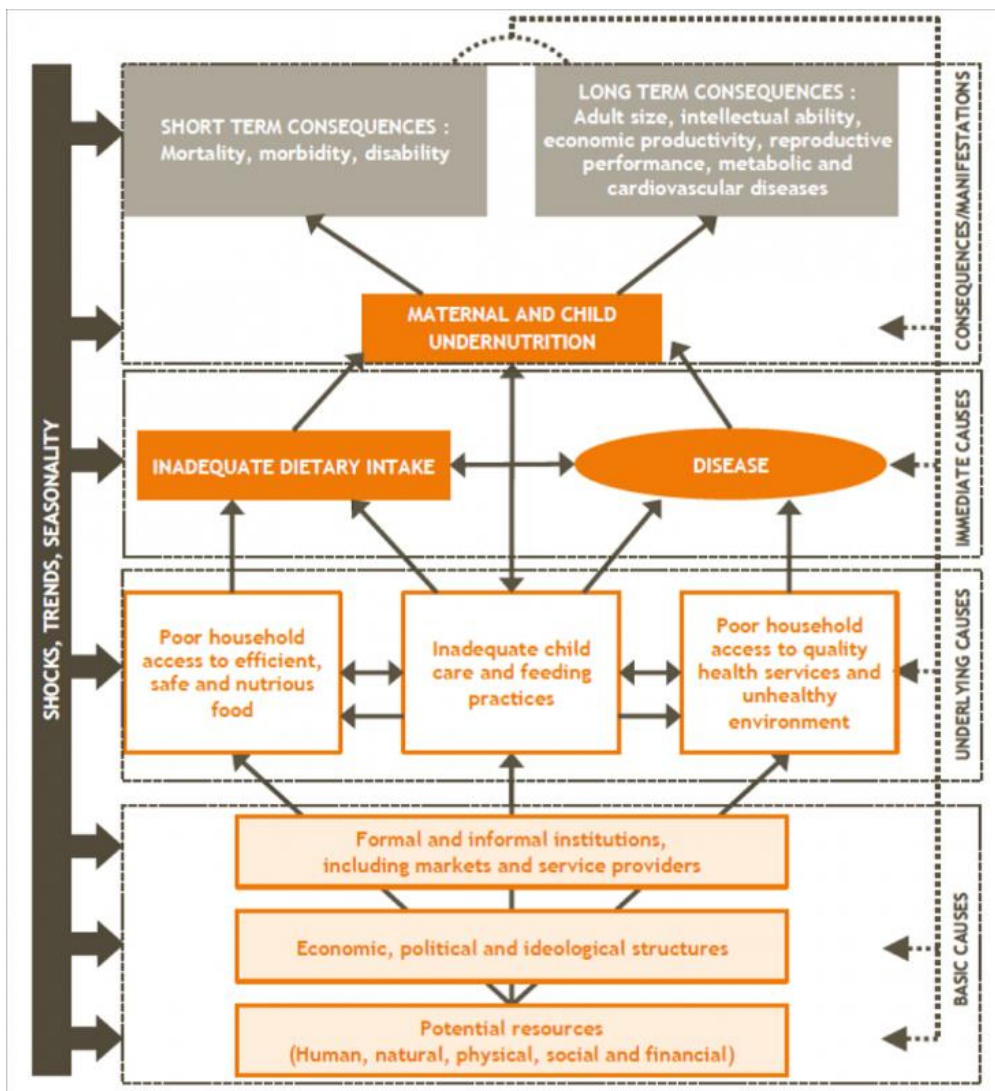 SHORT TERM CONSEQUENCES :
Mortality, morbidity, disability
LONG TERM CONSEQUENCES :
Adult size, intellectual ability,
economic productivity, reproductive
performance, metabolic and
cardiovascular diseases
MATERNAL AND CHILD
UNDERNUTRITION
CONSEQUENCES/MANIFESTATIONS
INADEQUATE DIETARY INTAKE
DISEASE
IMMEDIATE CAUSES
SHOCKS, TRENDS, SEASONALITY
Poor household
access to efficient,
safe and nutritious
food
Inadequate child
care and feeding
practices
Poor household
access to quality
health services and
unhealthy
environment
UNDERLYING CAUSES
Formal and informal institutions,
including markets and service providers
Economic, political and ideological structures
Potential resources
(Human, natural, physical, social and financial)
BASIC CAUSES